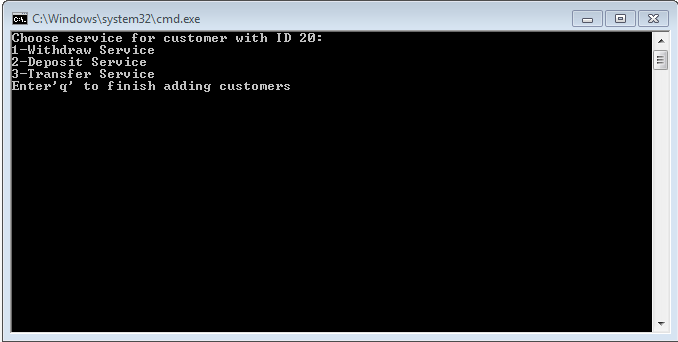 C:\Windows\system32\cmd.exe
Choose service for customer with ID 20:
1-Withdraw Service
2-Deposit Service
3-Transfer Service
Enter'q' to finish adding customers